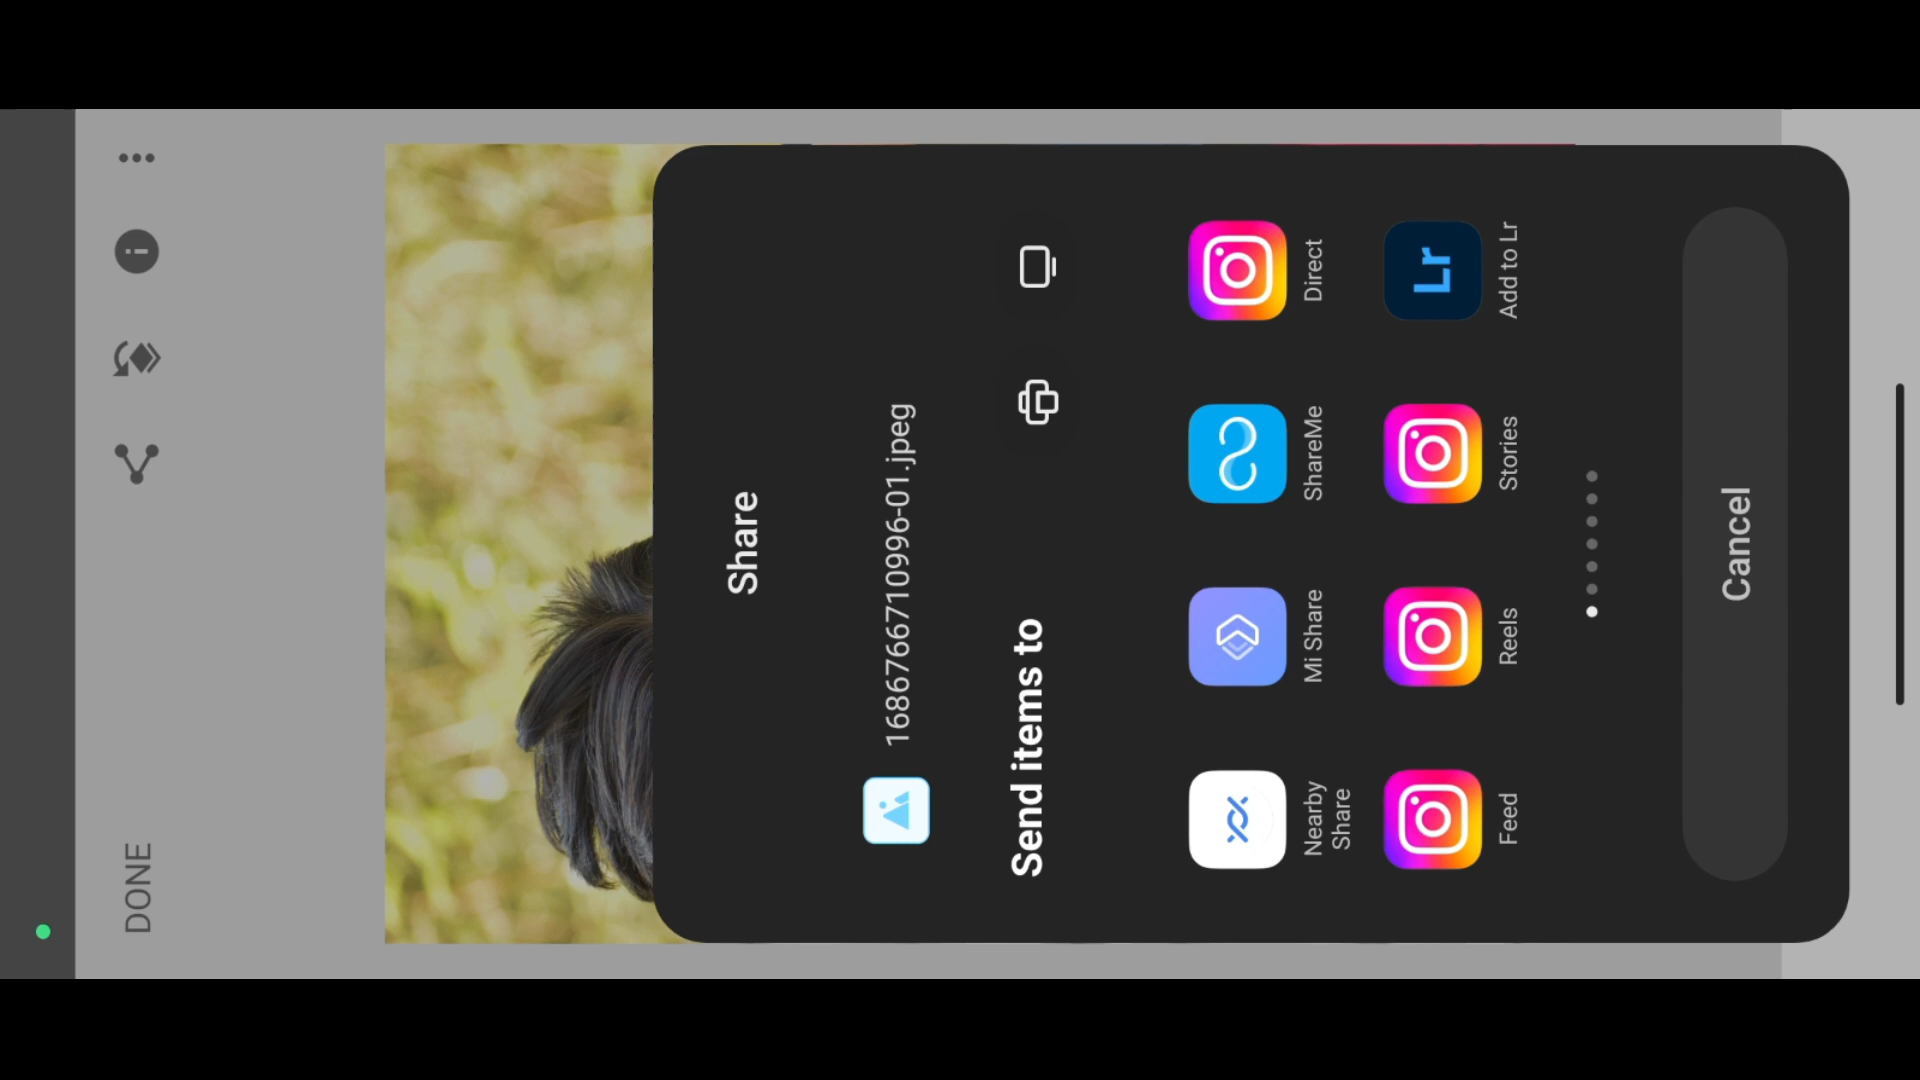 DONE
Share
1686766710996-01.jpeg
Send items to
Nearby
Share
Mi Share
ShareMe
Direct
Feed
Reels
Stories
Lr
Add to Lr
Cancel